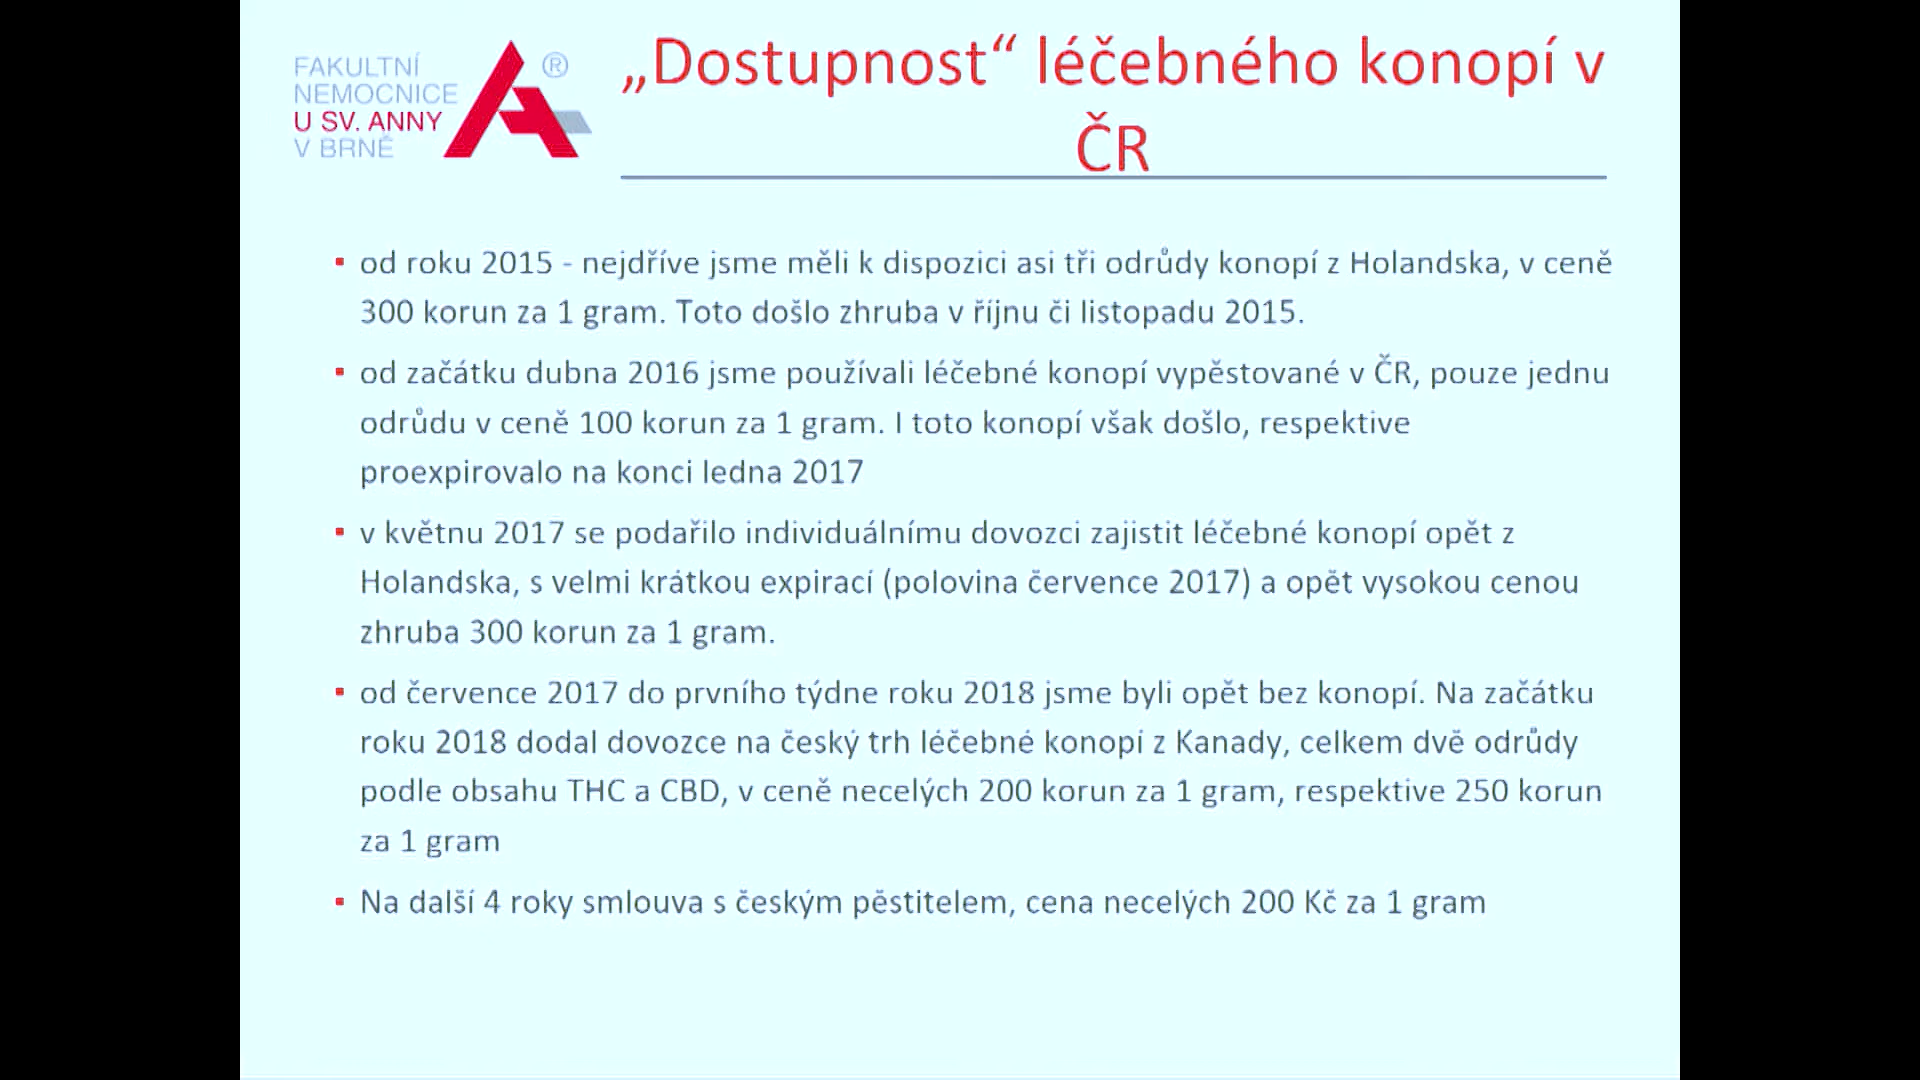 FAKULTNÍ
NEMOCNICE
U SV. ANNY
V BRNĚ
®
„Dostupnost“ léčebného konopí v
ČR
▪ od roku 2015 - nejdříve jsme měli k dispozici asi tři odrůdy konopí z Holandska, v ceně
300 korun za 1 gram. Toto došlo zhruba v říjnu či listopadu 2015.
▪ od začátku dubna 2016 jsme používali léčebné konopí vypěstované v ČR, pouze jednu
odrůdu v ceně 100 korun za 1 gram. I toto konopí však došlo, respektive
proexpirovalo na konci ledna 2017
▪ v květnu 2017 se podařilo individuálnímu dovozci zajistit léčebné konopí opět z
Holandska, s velmi krátkou expirací (polovina července 2017) a opět vysokou cenou
zhruba 300 korun za 1 gram.
▪ od července 2017 do prvního týdne roku 2018 jsme byli opět bez konopí. Na začátku
roku 2018 dodal dovozce na český trh léčebné konopí z Kanady, celkem dvě odrůdy
podle obsahu THC a CBD, v ceně necelých 200 korun za 1 gram, respektive 250 korun
za 1 gram
▪ Na další 4 roky smlouva s českým pěstitelem, cena necelých 200 Kč za 1 gram